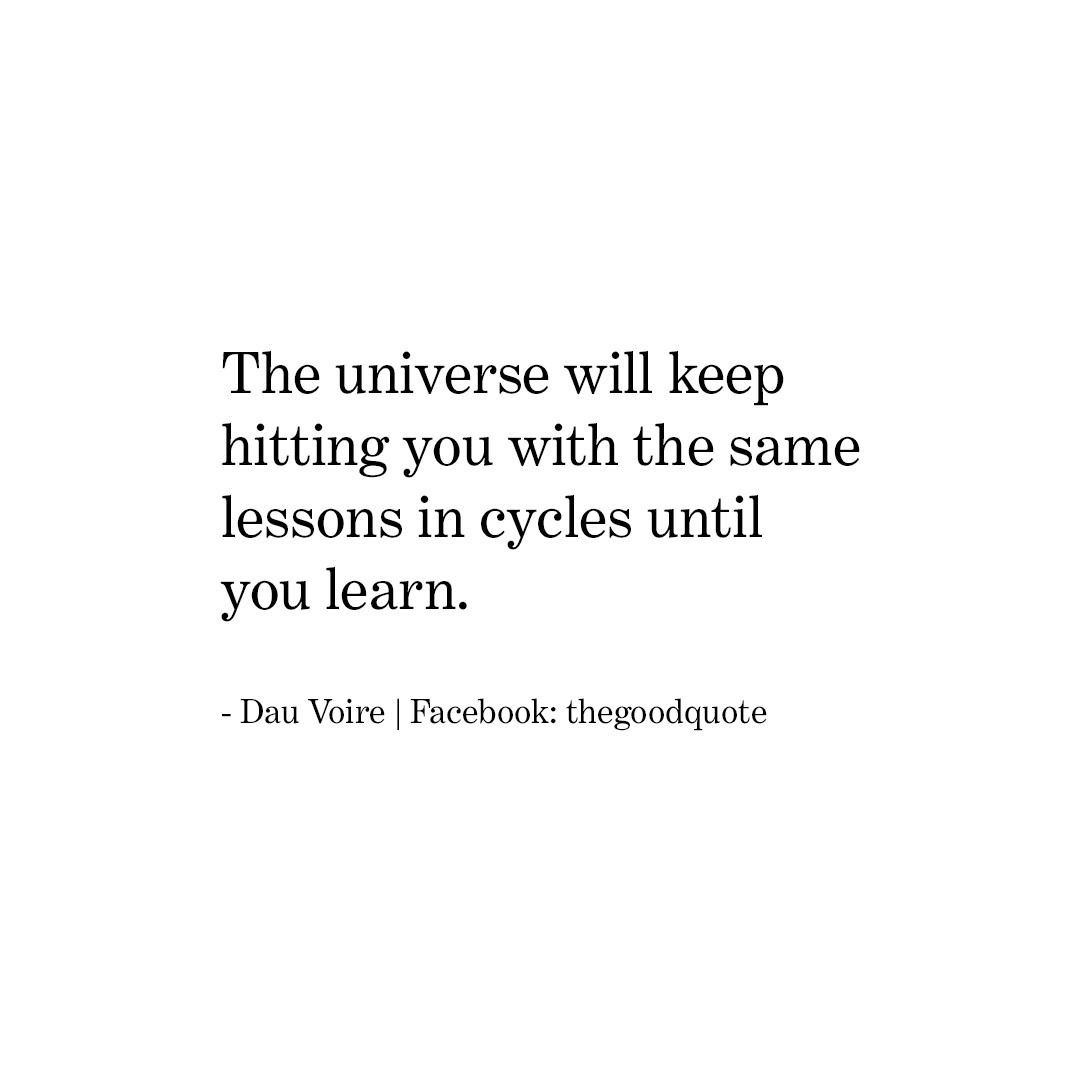 The universe will keep
hitting you with the same
lessons in cycles until
you learn.
- Dau Voire | Facebook: thegoodquote